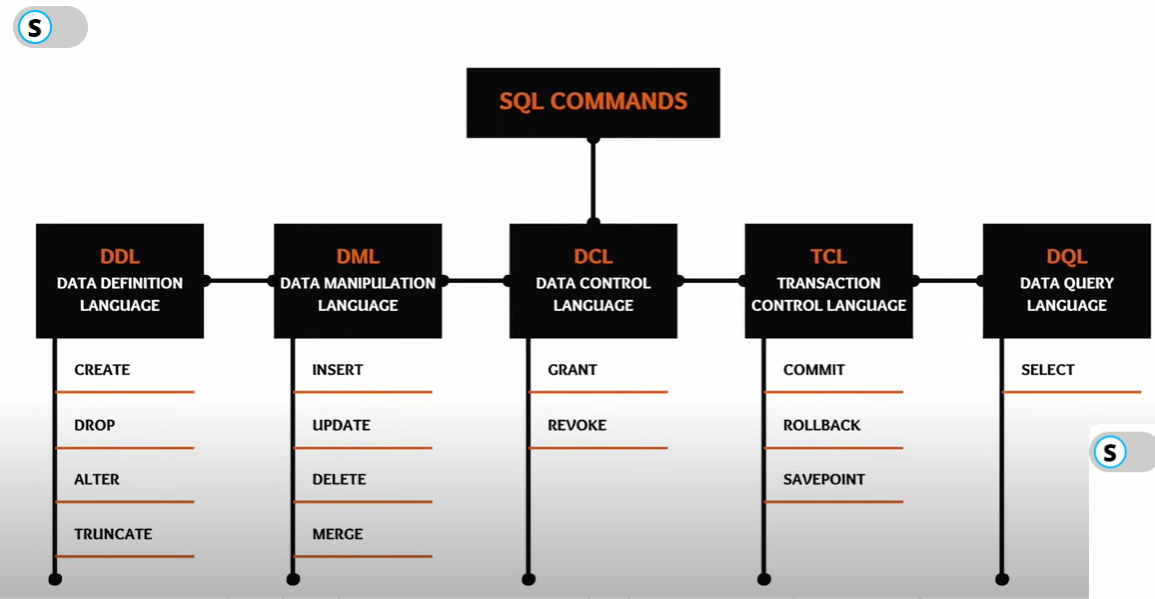 S
SQL COMMANDS
DDL
DATA DEFINITION
LANGUAGE
CREATE
DROP
ALTER
TRUNCATE
DML
DATA MANIPULATION
LANGUAGE
INSERT
UPDATE
DELETE
MERGE
DCL
DATA CONTROL
LANGUAGE
GRANT
REVOKE
TCL
TRANSACTION
CONTROL LANGUAGE
COMMIT
ROLLBACK
SAVEPOINT
DQL
DATA QUERY
LANGUAGE
SELECT
S